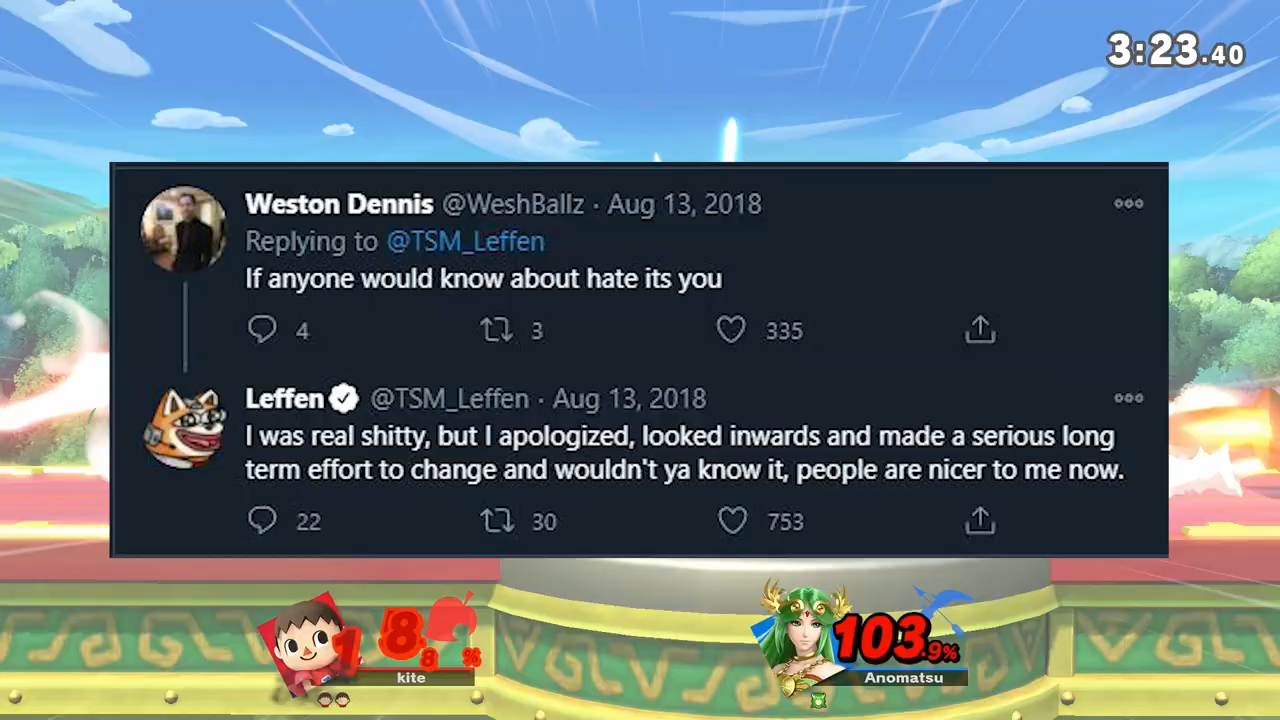 3:23.40
Weston Dennis @WeshBallz · Aug 13, 2018
Replying to @TSM_Leffen
If anyone would know about hate its you
4 3 335
Leffen @TSM_Leffen · Aug 13, 2018
I was real shitty, but I apologized, looked inwards and made a serious long
term effort to change and wouldn't ya know it, people are nicer to me now.
22 30 753
103.9%
kite
Anomatsu